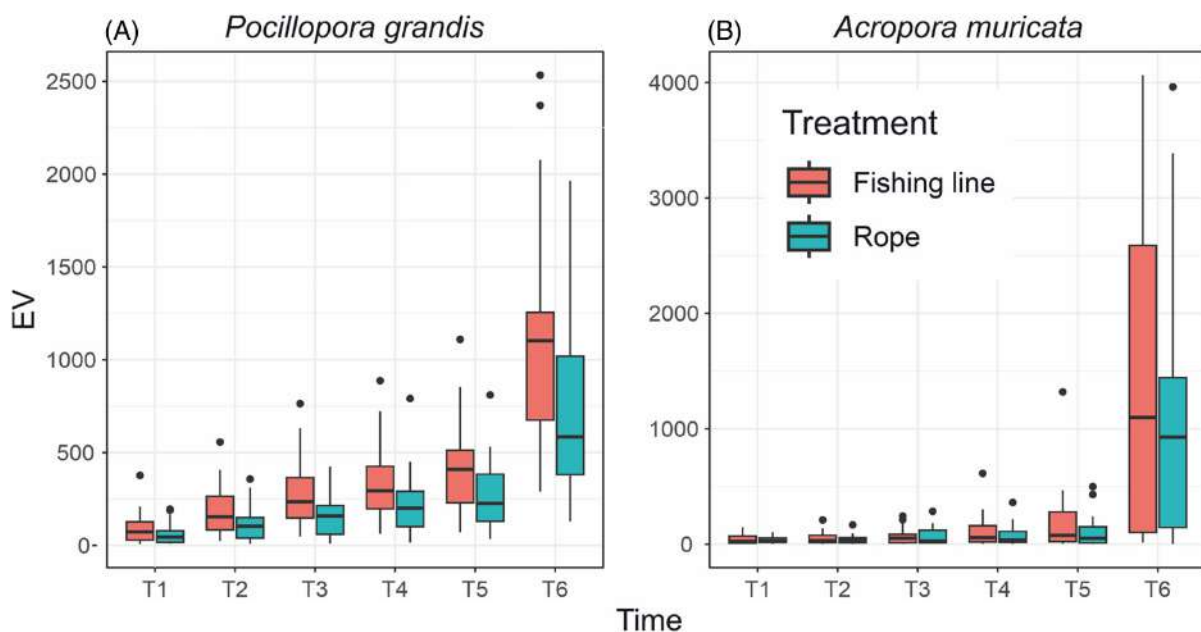 (A) Pocillopora grandis
(B) Acropora muricata
EV
2500
2000
1500
1000
500
0
4000
3000
2000
1000
0
Treatment
Fishing line
Rope
T1 T2 T3 T4 T5 T6
T1 T2 T3 T4 T5 T6
Time